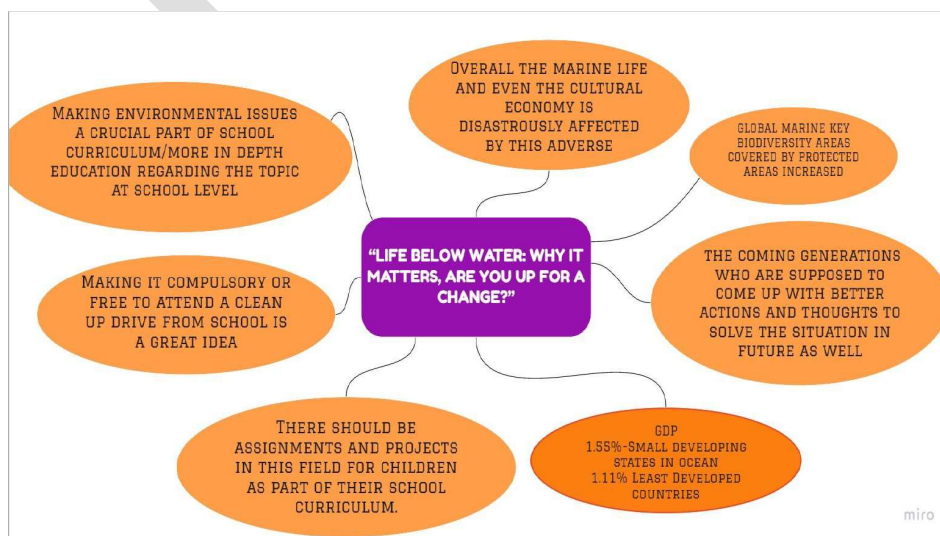 OVERALL THE MARINE LIFE
AND EVEN THE CULTURAL
ECONOMY IS
DISASTROUSLY AFFECTED
BY THIS ADVERSE
MAKING ENVIRONMENTAL ISSUES
A CRUCIAL PART OF SCHOOL
CURRICULUM/MORE IN DEPTH
EDUCATION REGARDING THE TOPIC
AT SCHOOL LEVEL
GLOBAL MARINE KEY
BIODIVERSITY AREAS
COVERED BY PROTECTED
AREAS INCREASED
“LIFE BELOW WATER: WHY IT
MATTERS, ARE YOU UP FOR A
CHANGE?”
MAKING IT COMPULSORY OR
FREE TO ATTEND A CLEAN
UP DRIVE FROM SCHOOL IS
A GREAT IDEA
THE COMING GENERATIONS
WHO ARE SUPPOSED TO
COME UP WITH BETTER
ACTIONS AND THOUGHTS TO
SOLVE THE SITUATION IN
FUTURE AS WELL
THERE SHOULD BE
ASSIGNMENTS AND PROJECTS
IN THIS FIELD FOR CHILDREN
AS PART OF THEIR SCHOOL
CURRICULUM.
GDP
1.55%-SMALL DEVELOPING
STATES IN OCEAN
1.11% LEAST DEVELOPED
COUNTRIES
miro